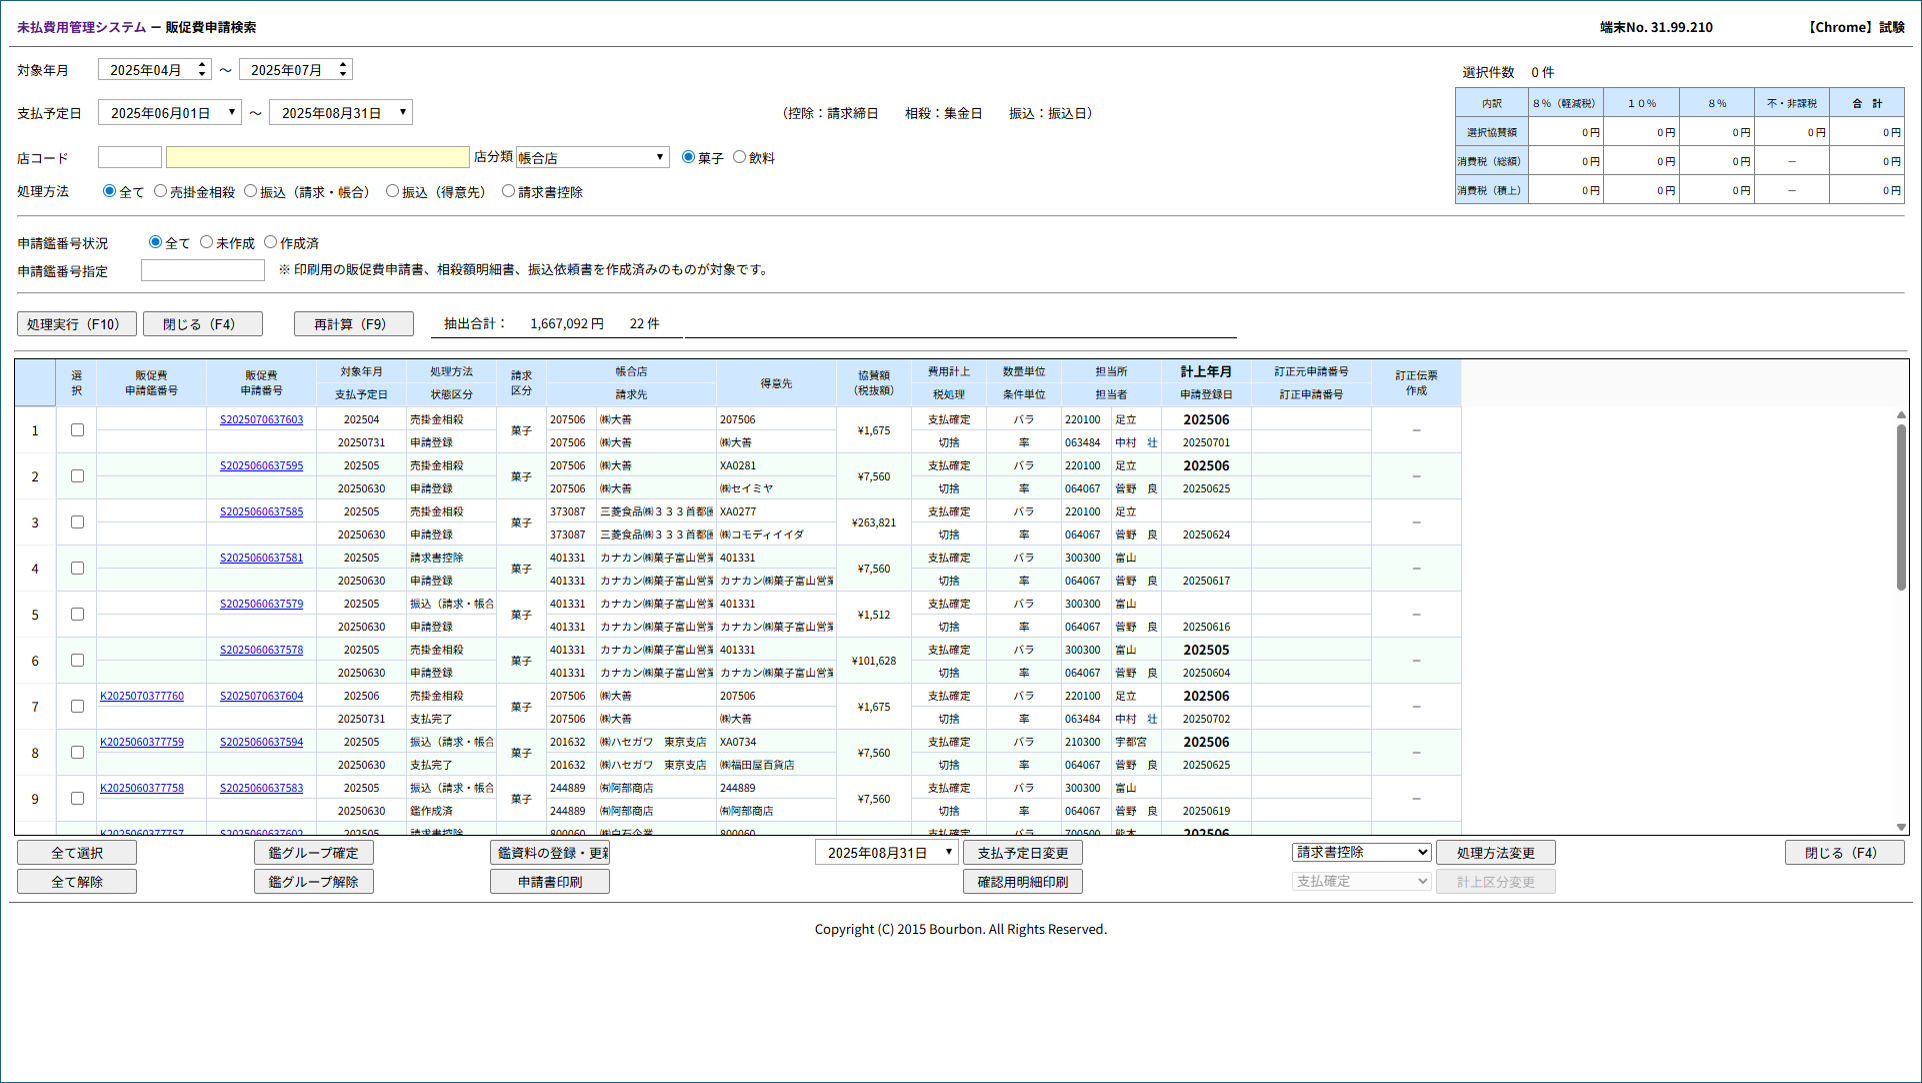 未払費用管理システム － 販促費申請検索　端末No. 31.99.210　【Chrome】試験
対象年月　2025年04月　～　2025年07月
選択件数　0 件
支払予定日　2025年06月01日　～　2025年08月31日　（控除：請求締日　相殺：集金日　振込：振込日）
内訳　８％（軽減税）　１０％　８％　不・非課税　合　計
選択協賛額　0 円　0 円　0 円　0 円　0 円
消費税（総額）　0 円　0 円　0 円　－　0 円
消費税（積上）　0 円　0 円　0 円　－　0 円
店コード　店分類　帳合店　菓子　飲料
処理方法　全て　売掛金相殺　振込（請求・帳合）　振込（得意先）　請求書控除
申請鑑番号状況　全て　未作成　作成済
申請鑑番号指定　※ 印刷用の販促費申請書、相殺額明細書、振込依頼書を作成済みのものが対象です。
処理実行（F10）　閉じる（F4）　再計算（F9）　抽出合計：　1,667,092 円　22 件
選択　販促費申請鑑番号　販促費申請番号　対象年月　処理方法　請求区分　帳合店　得意先　協賛額（税抜額）　費用計上　数量単位　担当所　計上年月　訂正元申請番号　訂正伝票作成
支払予定日　状態区分　請求先　税処理　条件単位　担当者　申請登録日　訂正申請番号
1　S2025070637603　202504　売掛金相殺　菓子　207506　㈱大善　207506　¥1,675　支払確定　バラ　220100　足立　202506　－
20250731　申請登録　207506　㈱大善　㈱大善　切捨　率　063484　中村　壮　20250701
2　S2025060637595　202505　売掛金相殺　菓子　207506　㈱大善　XA0281　¥7,560　支払確定　バラ　220100　足立　202506　－
20250630　申請登録　207506　㈱大善　㈱セイミヤ　切捨　率　064067　菅野　良　20250625
3　S2025060637585　202505　売掛金相殺　菓子　373087　三菱食品㈱３３３首都　XA0277　¥263,821　支払確定　バラ　220100　足立　－
20250630　申請登録　373087　三菱食品㈱３３３首都　㈱コモディイイダ　切捨　率　064067　菅野　良　20250624
4　S2025060637581　202505　請求書控除　菓子　401331　カナカン㈱菓子富山営　401331　¥7,560　支払確定　バラ　300300　富山　－
20250630　申請登録　401331　カナカン㈱菓子富山営　カナカン㈱菓子富山営　切捨　率　064067　菅野　良　20250617
5　S2025060637579　202505　振込（請求・帳合　菓子　401331　カナカン㈱菓子富山営　401331　¥1,512　支払確定　バラ　300300　富山　－
20250630　申請登録　401331　カナカン㈱菓子富山営　カナカン㈱菓子富山営　切捨　率　064067　菅野　良　20250616
6　S2025060637578　202505　売掛金相殺　菓子　401331　カナカン㈱菓子富山営　401331　¥101,628　支払確定　バラ　300300　富山　202505　－
20250630　申請登録　401331　カナカン㈱菓子富山営　カナカン㈱菓子富山営　切捨　率　064067　菅野　良　20250604
7　K2025070377760　S2025070637604　202506　売掛金相殺　菓子　207506　㈱大善　207506　¥1,675　支払確定　バラ　220100　足立　202506　－
20250731　支払完了　207506　㈱大善　㈱大善　切捨　率　063484　中村　壮　20250702
8　K2025060377759　S2025060637594　202505　振込（請求・帳合　菓子　201632　㈱ハセガワ　東京支店　XA0734　¥7,560　支払確定　バラ　210300　宇都宮　202506　－
20250630　支払完了　201632　㈱ハセガワ　東京支店　㈱福田屋百貨店　切捨　率　064067　菅野　良　20250625
9　K2025060377758　S2025060637583　202505　振込（請求・帳合　菓子　244889　㈲阿部商店　244889　¥7,560　支払確定　バラ　300300　富山　－
20250630　鑑作成済　244889　㈲阿部商店　㈲阿部商店　切捨　率　064067　菅野　良　20250619
K2025060377757　S2025060637602　202505　請求書控除　800060　㈱白石企業　800060　支払確定　バラ　700500　熊本　202506
全て選択　鑑グループ確定　鑑資料の登録・更新　2025年08月31日　支払予定日変更　請求書控除　処理方法変更　閉じる（F4）
全て解除　鑑グループ解除　申請書印刷　確認用明細印刷　支払確定　計上区分変更
Copyright (C) 2015 Bourbon. All Rights Reserved.